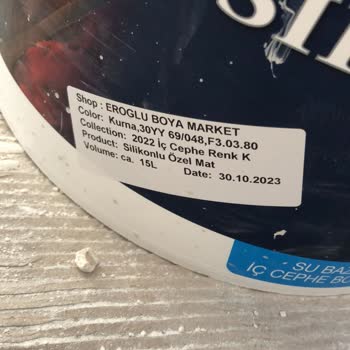 Sİ
Shop : EROGLU BOYA MARKET
Color: Kurna,30YY 69/048,F3.03.80
Collection: 2022 İç Cephe Renk K
Product: Silikonlu Özel Mat
Volume: ca. 15L Date: 30.10.2023
SU BAZ
İÇ CEPHE BO